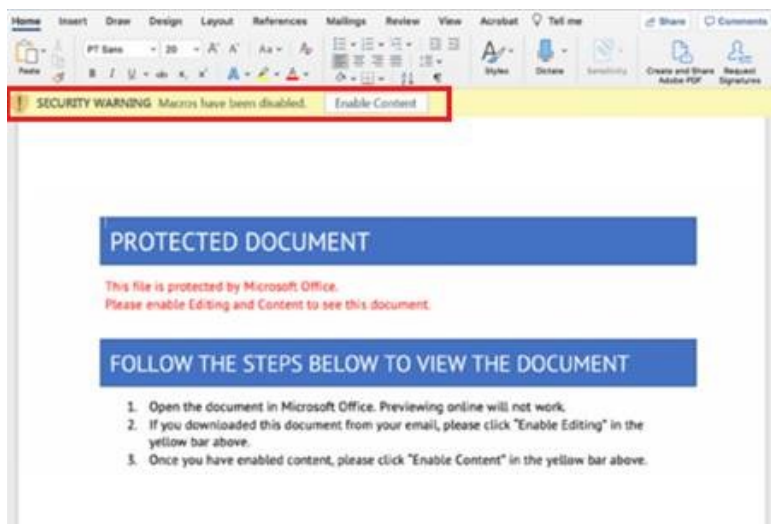 Home Insert Draw Design Layout References Mailings Review View Acrobat Tell me Share Comments
PT Sans 20 A A Aa
Paste B I U ab x x A A Styles Dictate Sensitivity Create and Share Request
Adobe PDF Signatures
SECURITY WARNING Macros have been disabled. Enable Content
PROTECTED DOCUMENT
This file is protected by Microsoft Office.
Please enable Editing and Content to see this document.
FOLLOW THE STEPS BELOW TO VIEW THE DOCUMENT
1. Open the document in Microsoft Office. Previewing online will not work.
2. If you downloaded this document from your email, please click "Enable Editing" in the
yellow bar above.
3. Once you have enabled content, please click "Enable Content" in the yellow bar above.